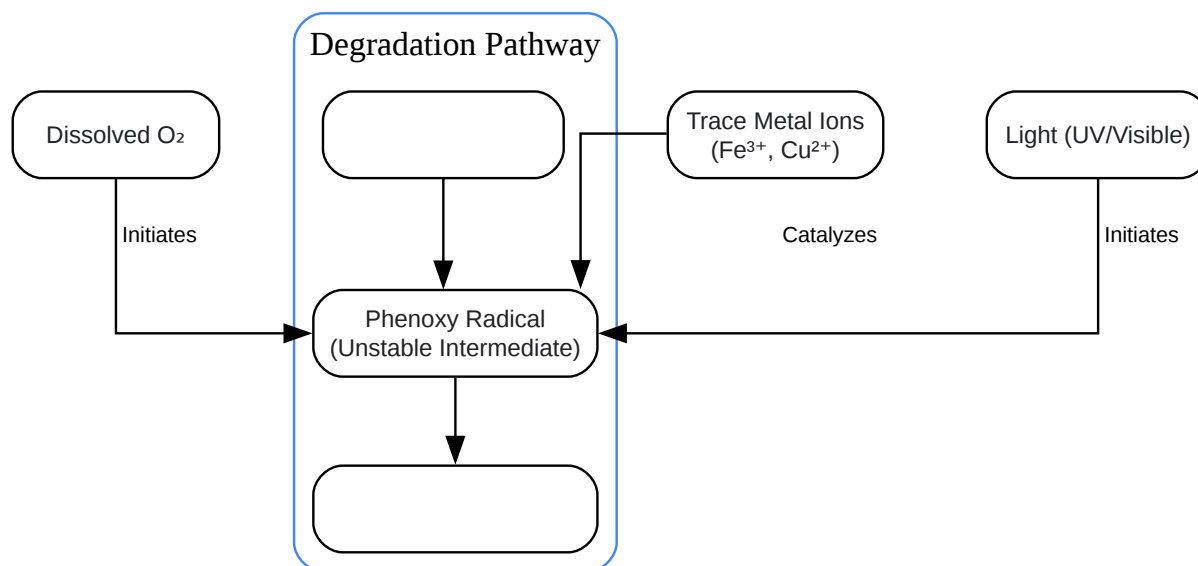 Degradation Pathway
Dissolved O₂
Trace Metal Ions
(Fe³⁺, Cu²⁺)
Light (UV/Visible)
Initiates
Catalyzes
Initiates
Phenoxy Radical
(Unstable Intermediate)